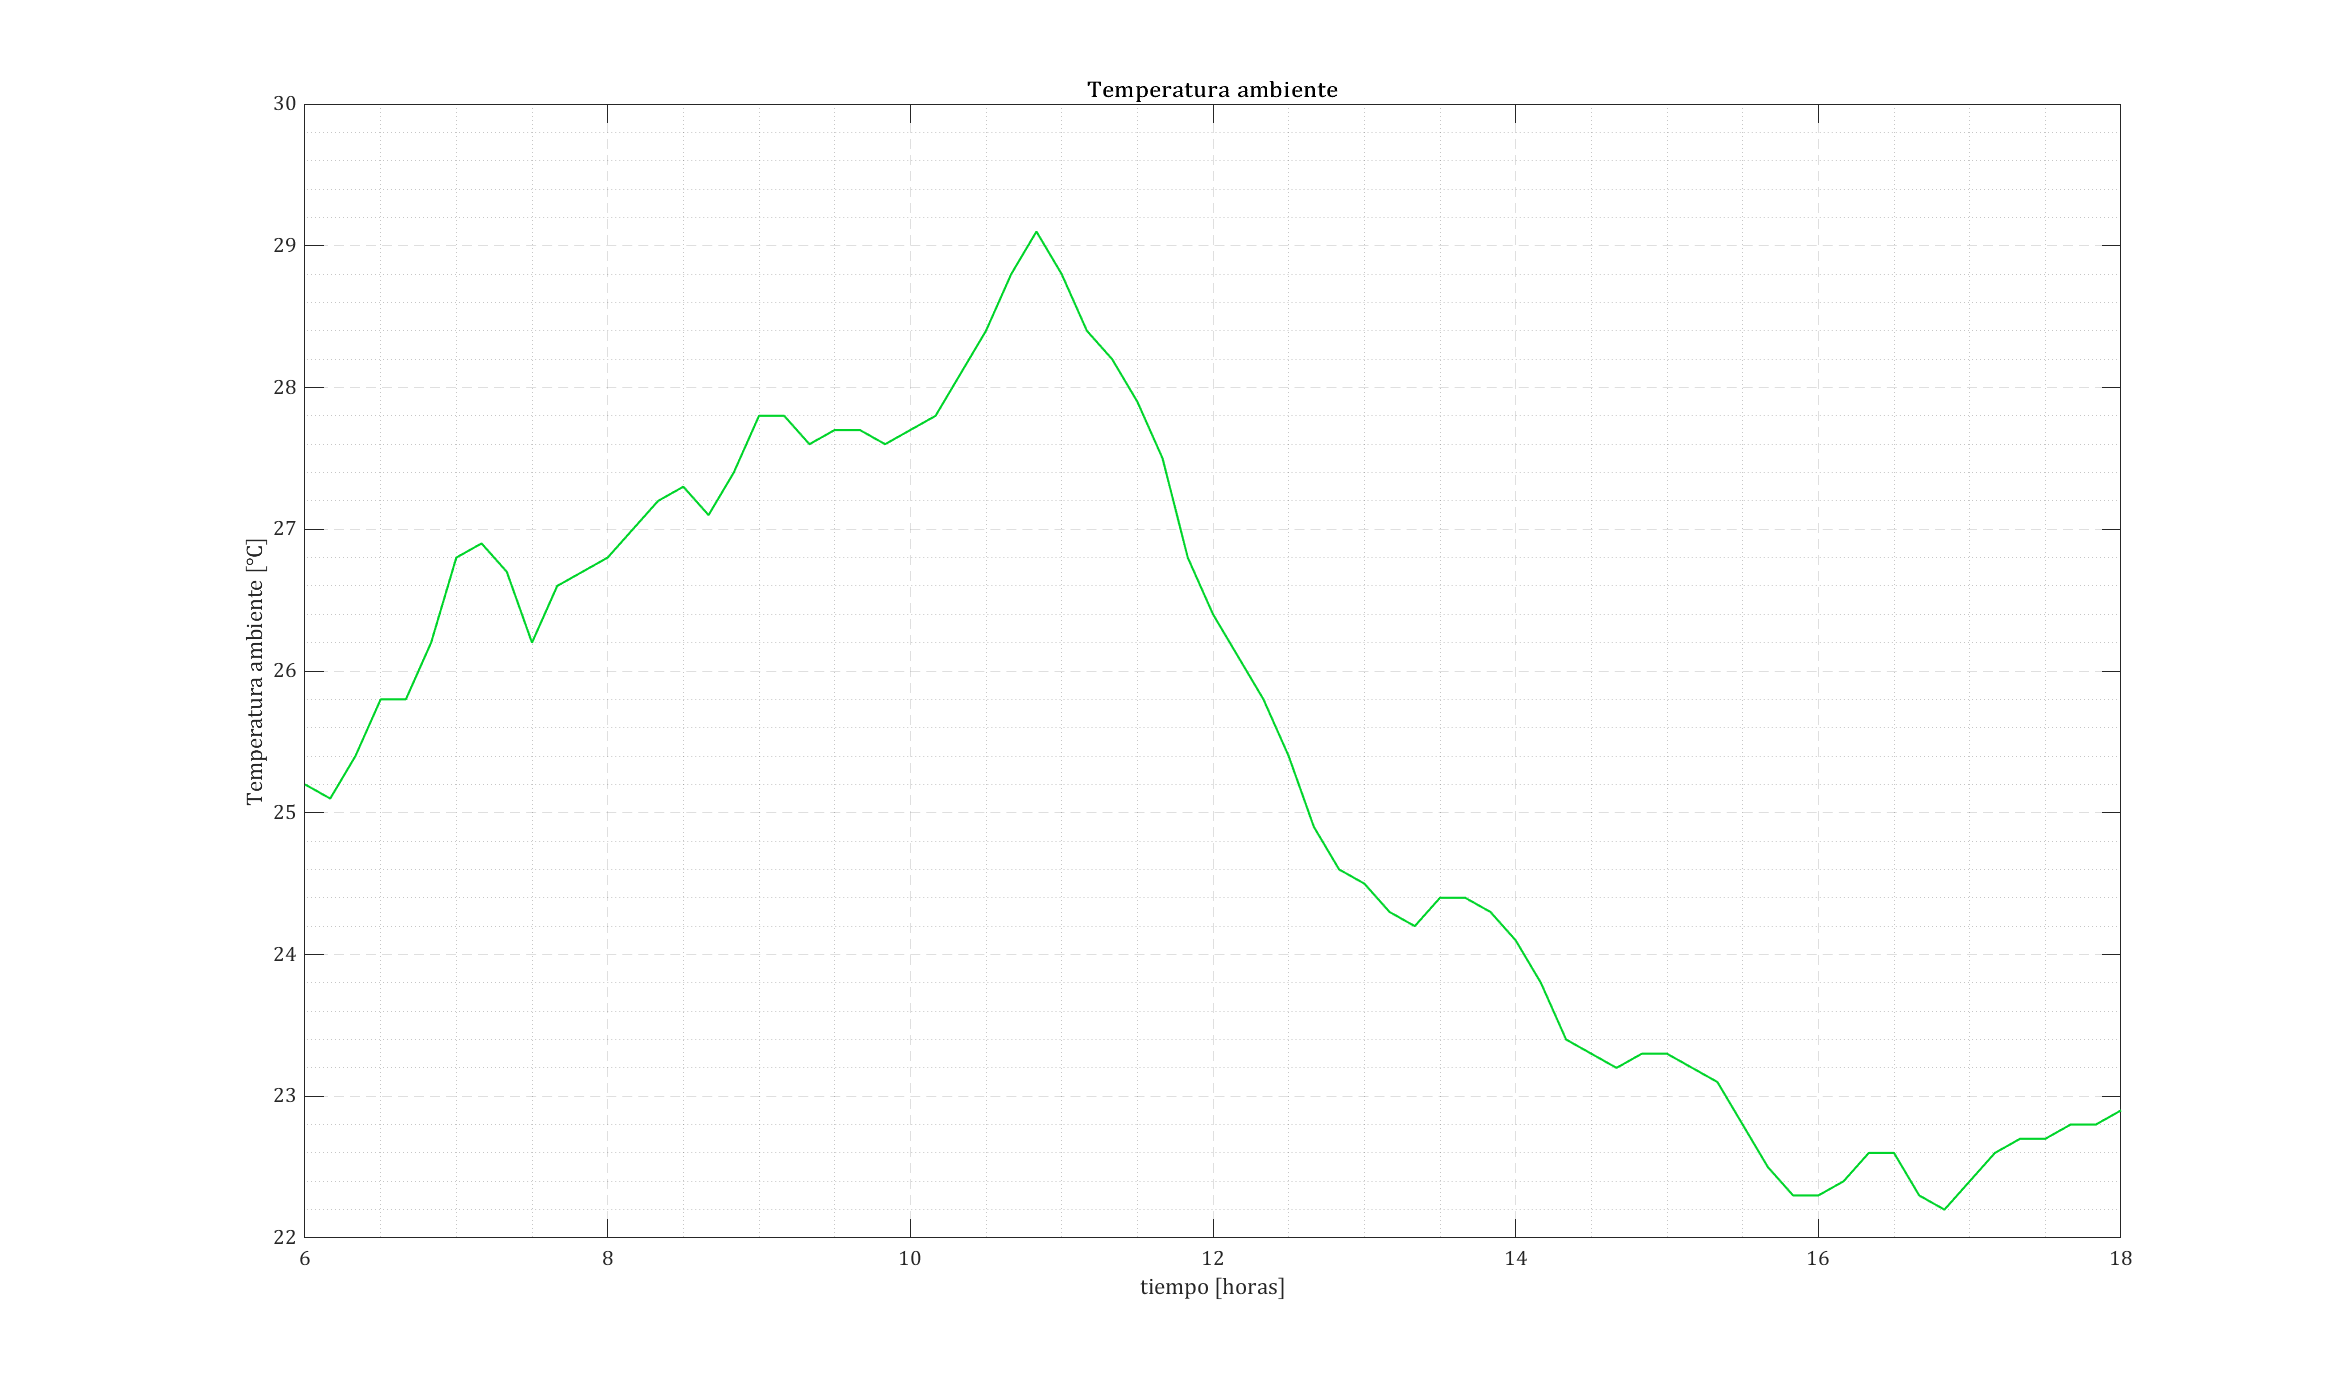 Temperatura ambiente
30
29
28
27
26
25
24
23
22
Temperatura ambiente [°C]
6 8 10 12 14 16 18
tiempo [horas]